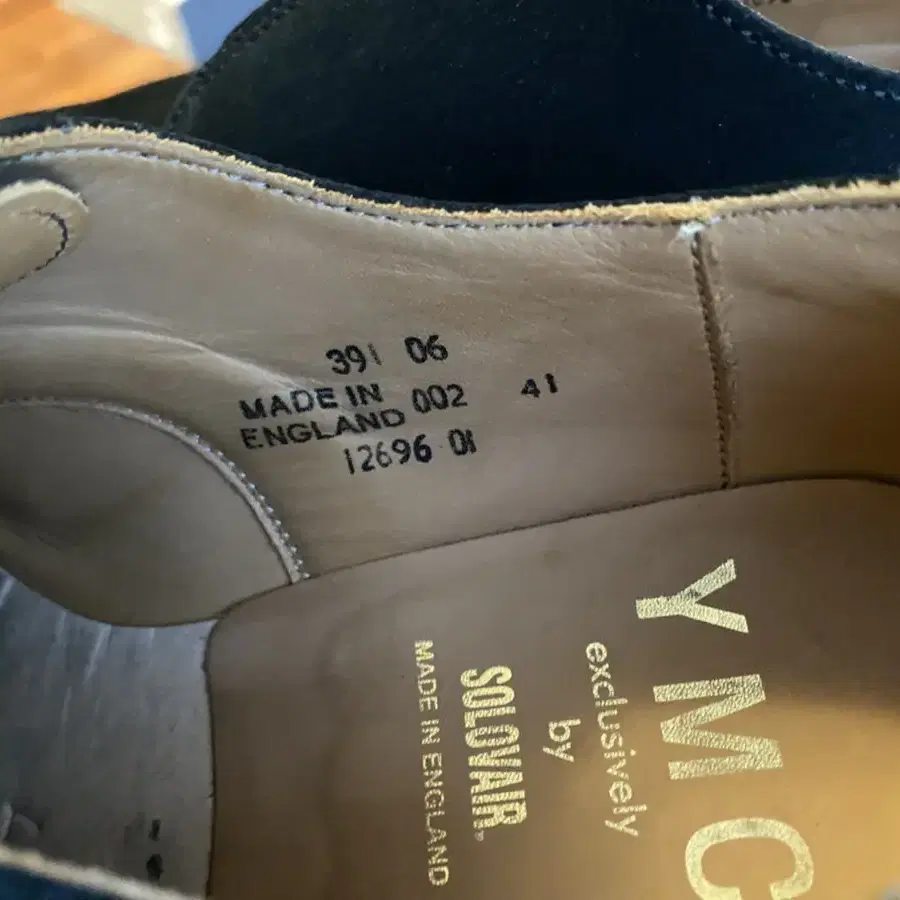 391 06
MADE IN 002 41
ENGLAND
12696 01
YMC
exclusively
by
SOLOVAIR
MADE IN ENGLAND